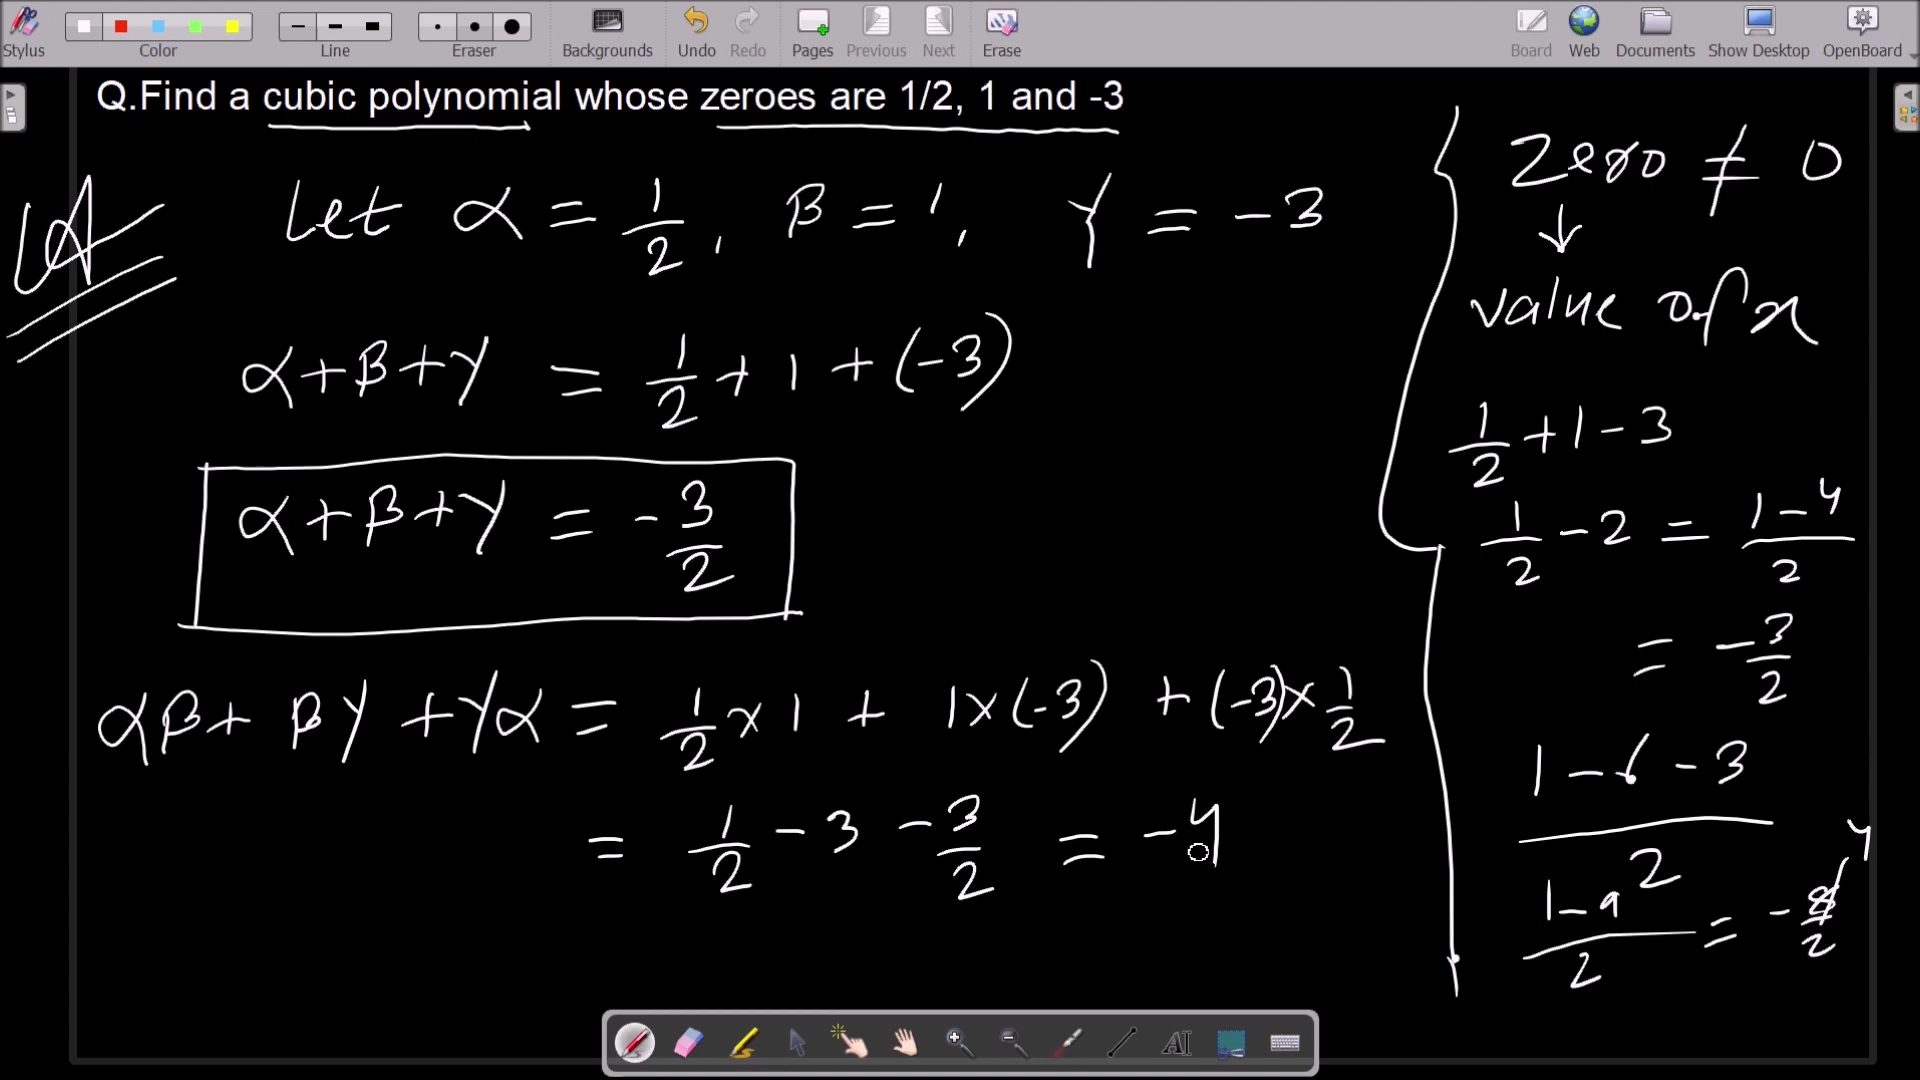 Stylus Color Line Eraser Backgrounds Undo Redo Pages Previous Next Erase Board Web Documents Show Desktop OpenBoard
Q.Find a cubic polynomial whose zeroes are 1/2, 1 and -3
Let α = 1/2, β = 1, γ = -3
α+β+γ = 1/2 + 1 + (-3)
α+β+γ = -3/2
αβ + βγ + γα = 1/2 × 1 + 1×(-3) + (-3)×1/2
= 1/2 - 3 - 3/2 = -4
Zero ≠ 0
↓
value of x
1/2 + 1 - 3
1/2 - 2 = (1-4)/2
= -3/2
(1-6-3)/2
(1-9)/2 = -8/2 4
AI